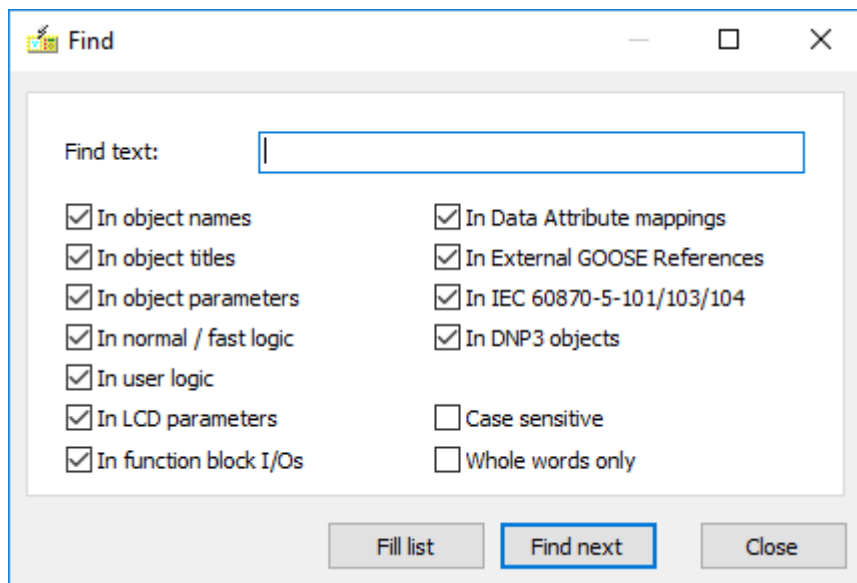 Find
Find text:
In object names
In object titles
In object parameters
In normal / fast logic
In user logic
In LCD parameters
In function block I/Os
In Data Attribute mappings
In External GOOSE References
In IEC 60870-5-101/103/104
In DNP3 objects
Case sensitive
Whole words only
Fill list
Find next
Close